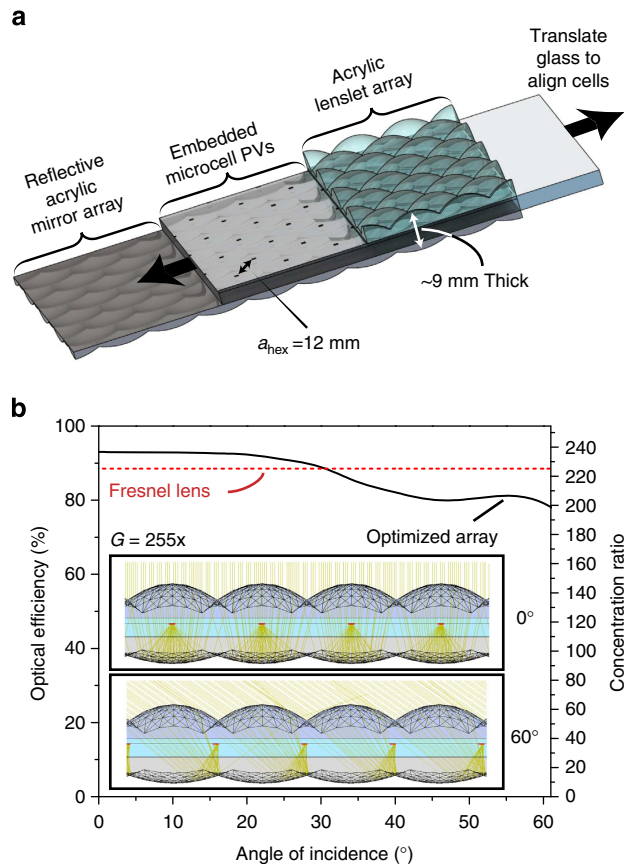 a
Translate
glass to
align cells
Acrylic
lenslet array
Embedded
microcell PVs
Reflective
acrylic
mirror array
~9 mm Thick
a_hex =12 mm
b
100
80
60
40
20
0
Optical efficiency (%)
240
220
200
180
160
140
120
100
80
60
40
20
0
Concentration ratio
Fresnel lens
Optimized array
G = 255x
0°
60°
0
10
20
30
40
50
60
Angle of incidence (°)